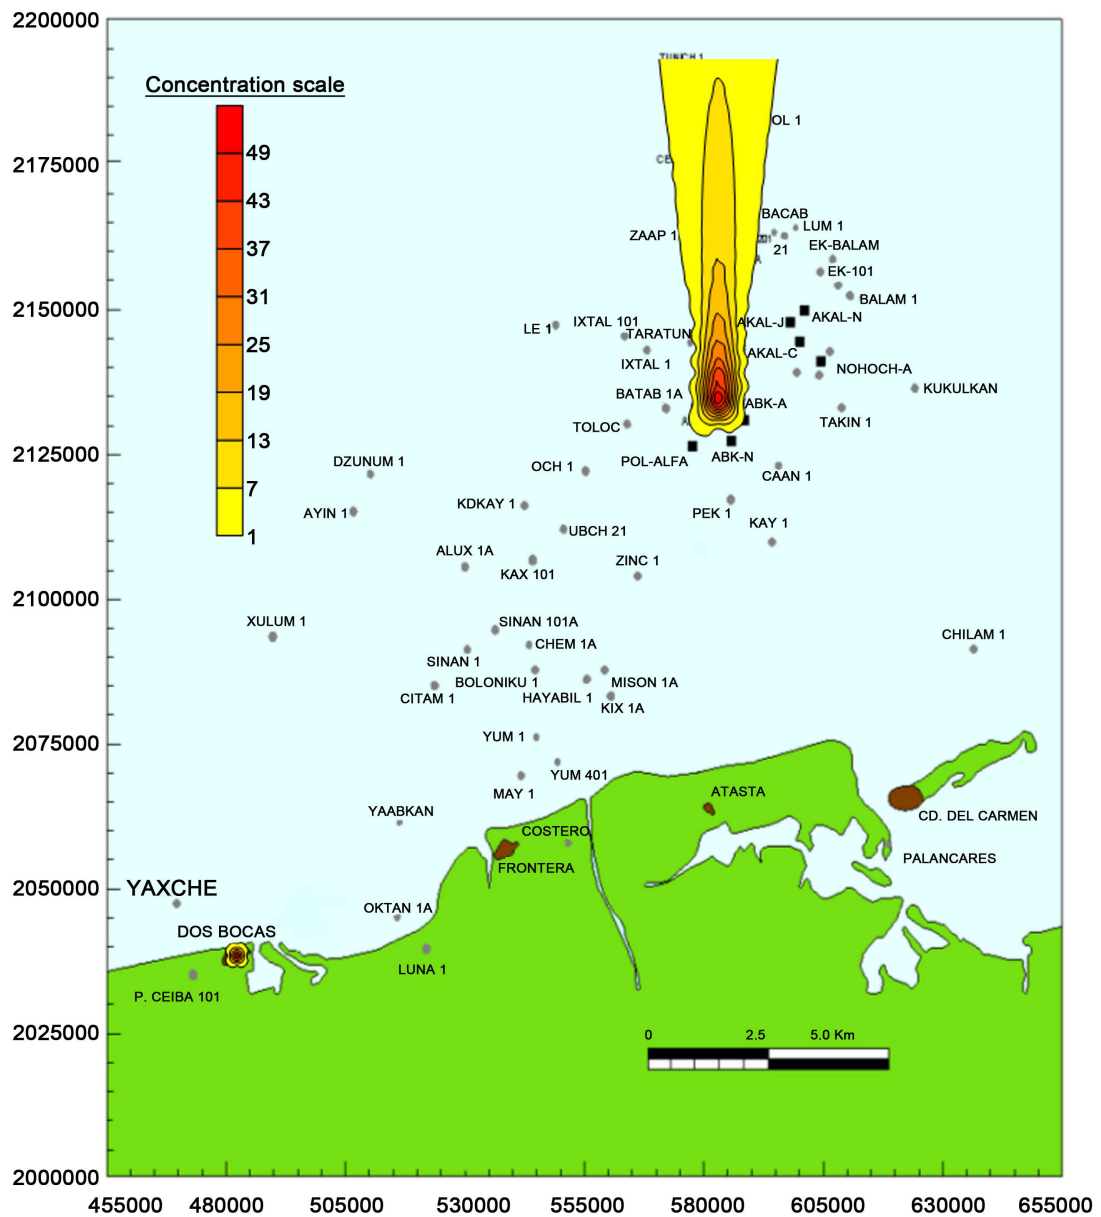 2200000
TUNICH 1
Concentration scale
OL 1
49
2175000
CE
43
BACAB
LUM 1
ZAAP 1
21
37
EK-BALAM
EK-101
31
BALAM 1
2150000
AKAL-N
LE 1
IXTAL 101
AKAL-J
TARATUN
25
AKAL-C
IXTAL 1
NOHOCH-A
19
KUKULKAN
BATAB 1A
ABK-A
TAKIN 1
TOLOC
A
13
2125000
DZUNUM 1
OCH 1
POL-ALFA
ABK-N
CAAN 1
7
KDKAY 1
AYIN 1
PEK 1
KAY 1
UBCH 21
1
ALUX 1A
ZINC 1
KAX 101
2100000
XULUM 1
SINAN 101A
CHILAM 1
CHEM 1A
SINAN 1
BOLONIKU 1
MISON 1A
CITAM 1
HAYABIL 1
KIX 1A
2075000
YUM 1
YUM 401
MAY 1
ATASTA
YAABKAN
CD. DEL CARMEN
COSTERO
PALANCARES
FRONTERA
2050000
YAXCHE
OKTAN 1A
DOS BOCAS
LUNA 1
P. CEIBA 101
2025000
0 2.5 5.0 Km
2000000
455000 480000 505000 530000 555000 580000 605000 630000 655000